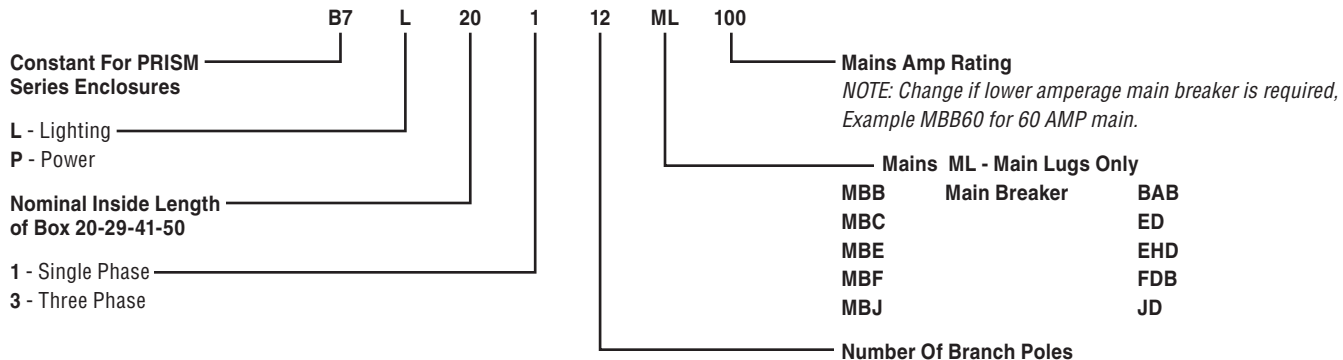 B7 L 20 1 12 ML 100
Constant For PRISM
Series Enclosures
L - Lighting
P - Power
Nominal Inside Length
of Box 20-29-41-50
1 - Single Phase
3 - Three Phase
Mains Amp Rating
NOTE: Change if lower amperage main breaker is required,
Example MBB60 for 60 AMP main.
Mains ML - Main Lugs Only
MBB Main Breaker BAB
MBC ED
MBE EHD
MBF FDB
MBJ JD
Number Of Branch Poles